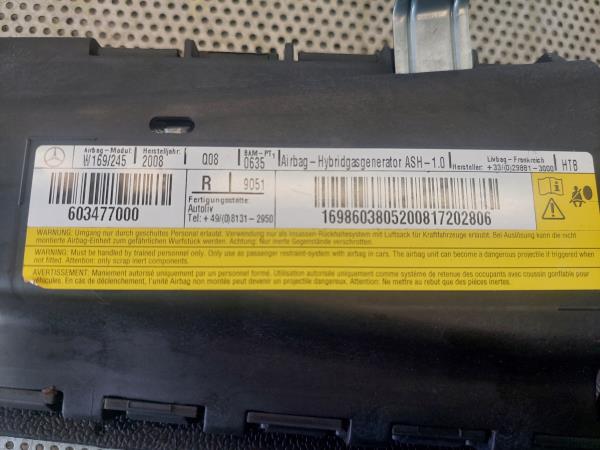 Airbag-Modul: Herstelljahr: BAM-PT1 Livbag-Frankreich
W169/245 2008 Q08 0635 Airbag-Hybridgasgenerator ASH-1.0 Hersteller: +33/(0)29881-3000 HTB
R 9051
Fertigungsstätte:
Autoliv
Tel: +49/(0)8131-2950
603477000
1698603805200817202806
WARNUNG: Umgang nur durch geschultes Personal erlaubt. Verwendung nur als Insassen-Rückhaltesystem mit Luftsack für Kraftfahrzeuge erlaubt. Bei Auslösung kann die nicht
montierte Airbag-Einheit zum gefährlichen Wurfstück werden. Achtung: Nur inerte Gegenstände verschrotten.
WARNING: Must be handled by trained personnel only. Only use as passenger restraint-system with airbag in cars. The airbag unit can become a dangerous projectile if triggered when
not fitted. Attention: only scrap inert components.
AVERTISSEMENT: Maniement autorisé uniquement par un personnel formé. Utilisation autorisée uniquement comme système de retenue des occupants avec coussin gonflable pour
véhicules. En cas de déclenchement, l'unité Airbag non montée peut devenir un projectile dangereux. Attention: Ne mettre au rebut que des pièces inertes.